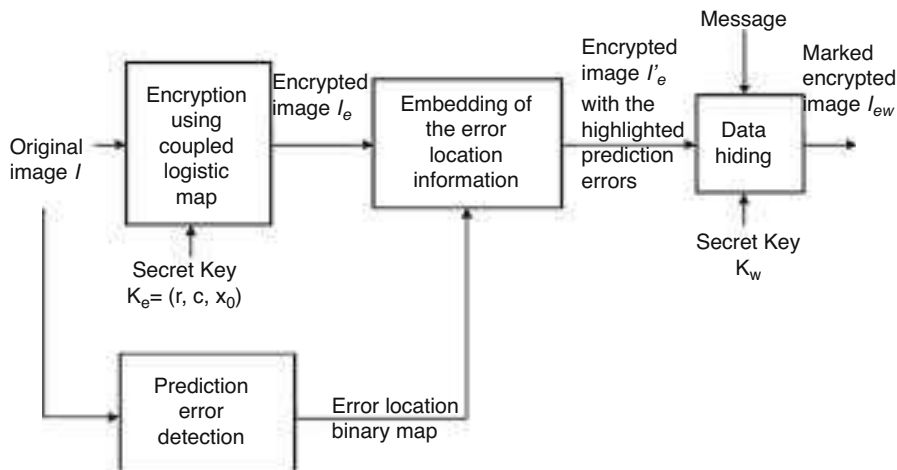 Original
image I
Encryption
using
coupled
logistic
map
Secret Key
Kₑ= (r, c, x₀)
Encrypted
image Iₑ
Embedding of
the error
location
information
Encrypted
image I'ₑ
with the
highlighted
prediction
errors
Message
Data
hiding
Secret Key
K_w
Marked
encrypted
image I_ew
Prediction
error
detection
Error location
binary map